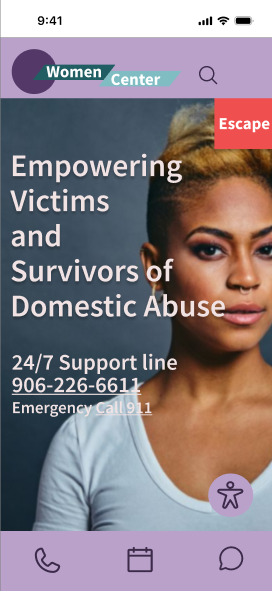 9:41
Women
Center
Escape
Empowering
Victims
and
Survivors of
Domestic Abuse
24/7 Support line
906-226-6611
Emergency Call 911